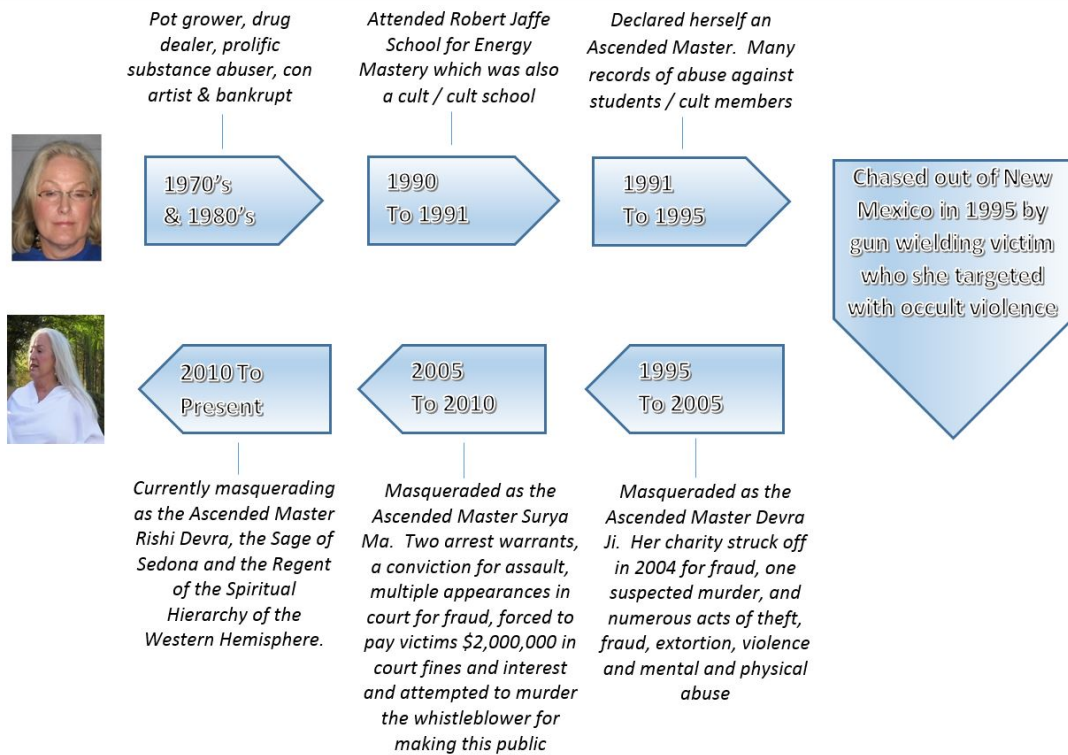 Pot grower, drug
dealer, prolific
substance abuser, con
artist & bankrupt
Attended Robert Jaffe
School for Energy
Mastery which was also
a cult / cult school
Declared herself an
Ascended Master.  Many
records of abuse against
students / cult members
1970's
& 1980's
1990
To 1991
1991
To 1995
Chased out of New
Mexico in 1995 by
gun wielding victim
who she targeted
with occult violence
1995
To 2005
2005
To 2010
2010 To
Present
Masqueraded as the
Ascended Master Devra
Ji.  Her charity struck off
in 2004 for fraud, one
suspected murder, and
numerous acts of theft,
fraud, extortion, violence
and mental and physical
abuse
Masqueraded as the
Ascended Master Surya
Ma.  Two arrest warrants,
a conviction for assault,
multiple appearances in
court for fraud, forced to
pay victims $2,000,000 in
court fines and interest
and attempted to murder
the whistleblower for
making this public
Currently masquerading
as the Ascended Master
Rishi Devra, the Sage of
Sedona and the Regent
of the Spiritual
Hierarchy of the
Western Hemisphere.